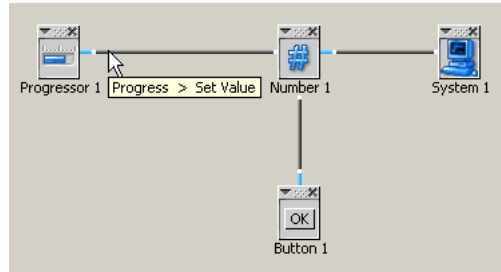 #
Progressor 1
Progress > Set Value
Number 1
System 1
OK
Button 1